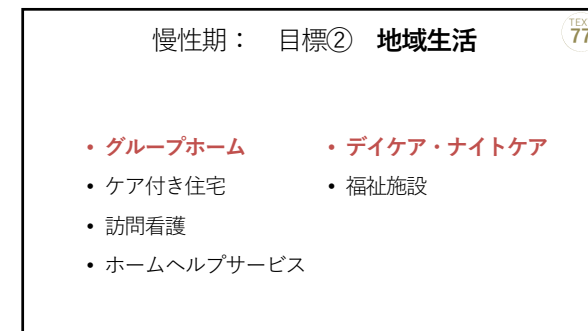 慢性期： 目標② 地域生活
TEX
77
• グループホーム
• ケア付き住宅
• 訪問看護
• ホームヘルプサービス
• デイケア・ナイトケア
• 福祉施設